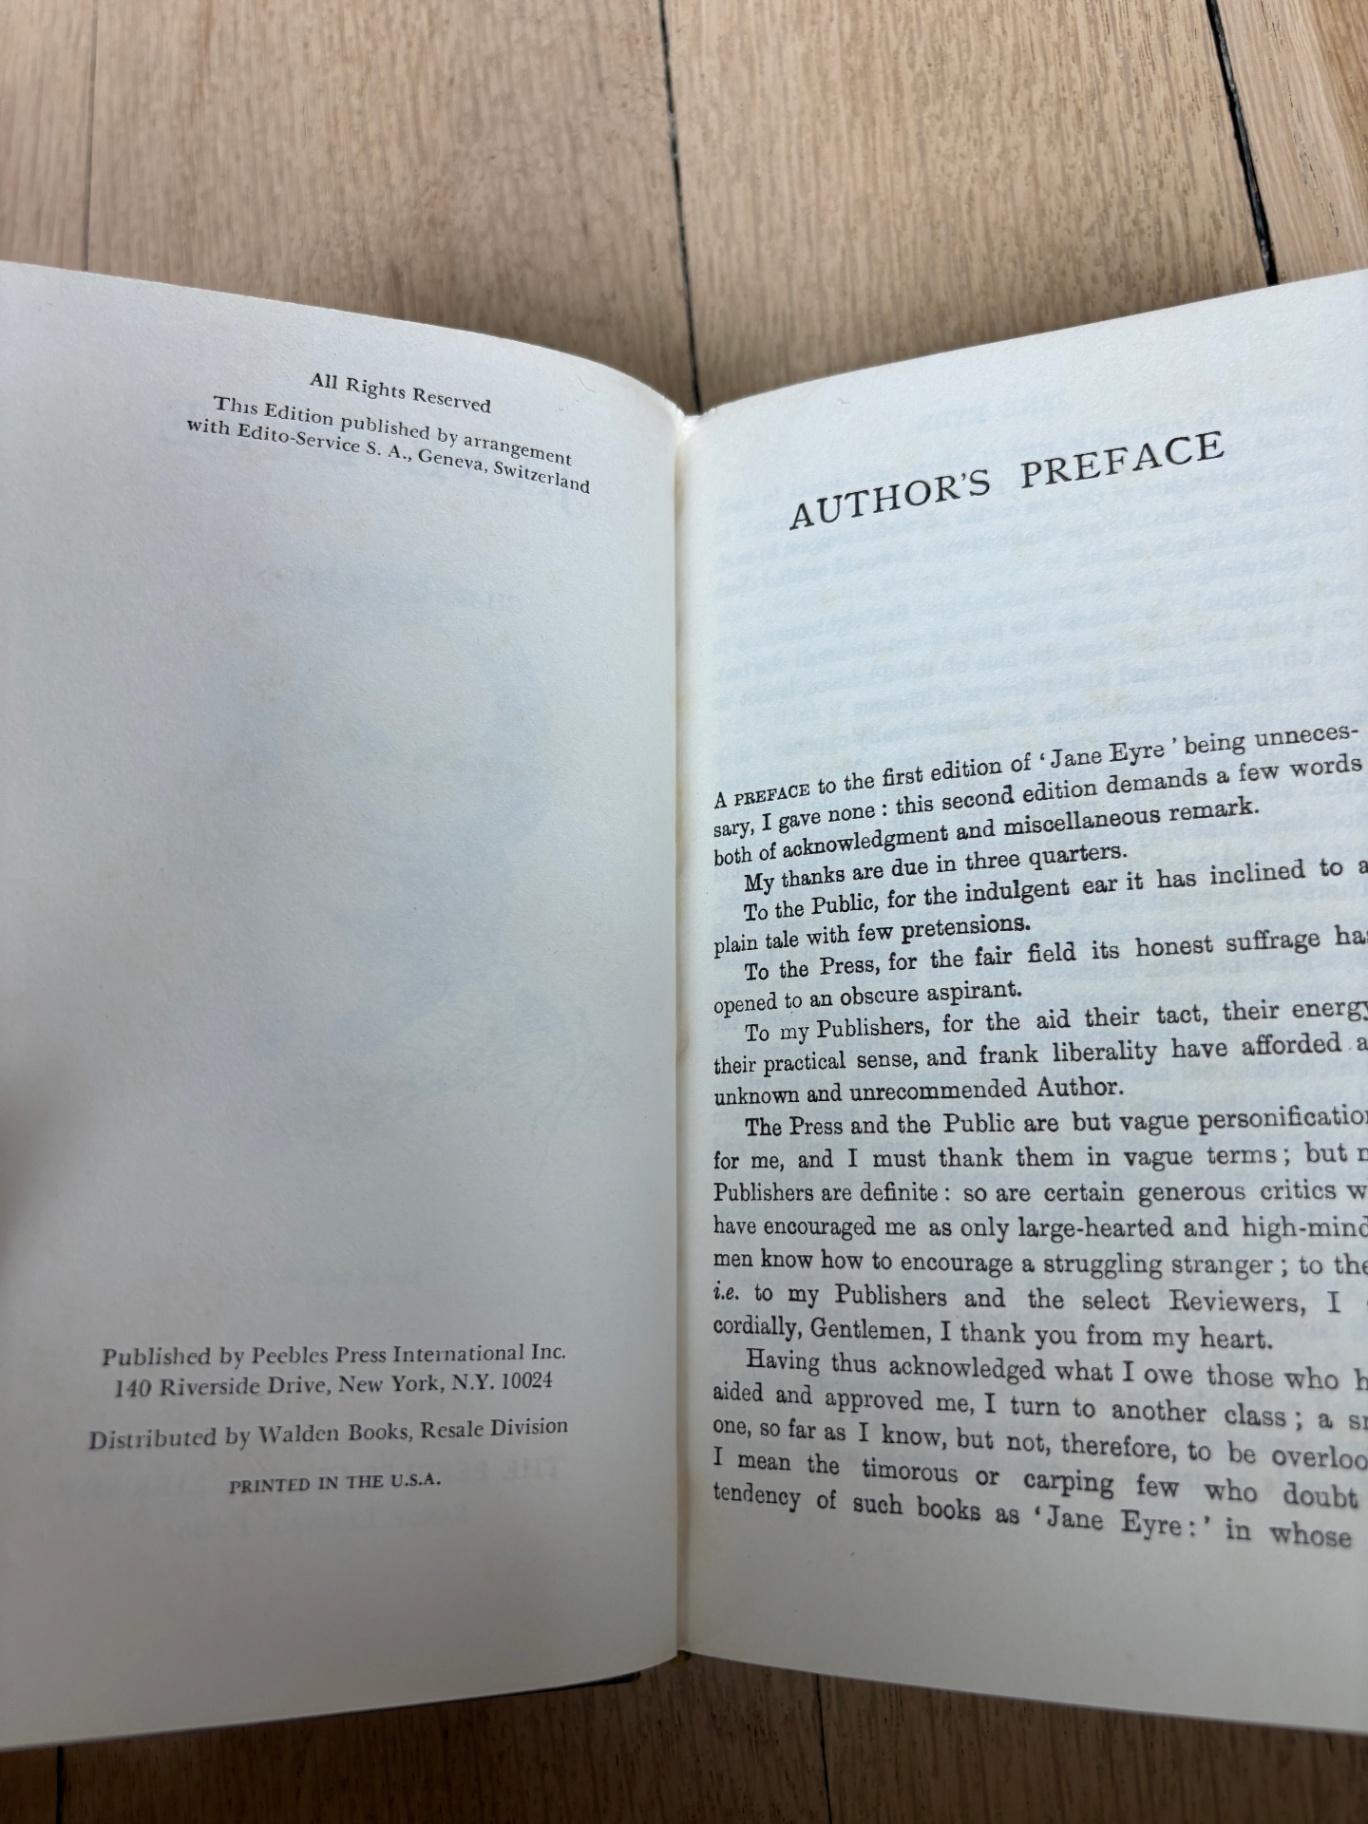 All Rights Reserved
This Edition published by arrangement
with Edito-Service S. A., Geneva, Switzerland
Published by Peebles Press International Inc.
140 Riverside Drive, New York, N.Y. 10024
Distributed by Walden Books, Resale Division
PRINTED IN THE U.S.A.
AUTHOR'S PREFACE
A PREFACE to the first edition of ‘Jane Eyre’ being unneces-
sary, I gave none : this second edition demands a few words
both of acknowledgment and miscellaneous remark.
My thanks are due in three quarters.
To the Public, for the indulgent ear it has inclined to a
plain tale with few pretensions.
To the Press, for the fair field its honest suffrage has
opened to an obscure aspirant.
To my Publishers, for the aid their tact, their energy
their practical sense, and frank liberality have afforded a
unknown and unrecommended Author.
The Press and the Public are but vague
for me, and I must thank them in vague terms ; but
Publishers are definite : so are certain generous critics
have encouraged me as only large-hearted and
men know how to encourage a struggling stranger ; to
i.e. to my Publishers and the select Reviewers, I
cordially, Gentlemen, I thank you from my heart.
Having thus acknowledged what I owe those who
aided and approved me, I turn to another class ; a
one, so far as I know, but not, therefore, to be
I mean the timorous or carping few who doubt
tendency of such books as ‘Jane Eyre:’ in whose